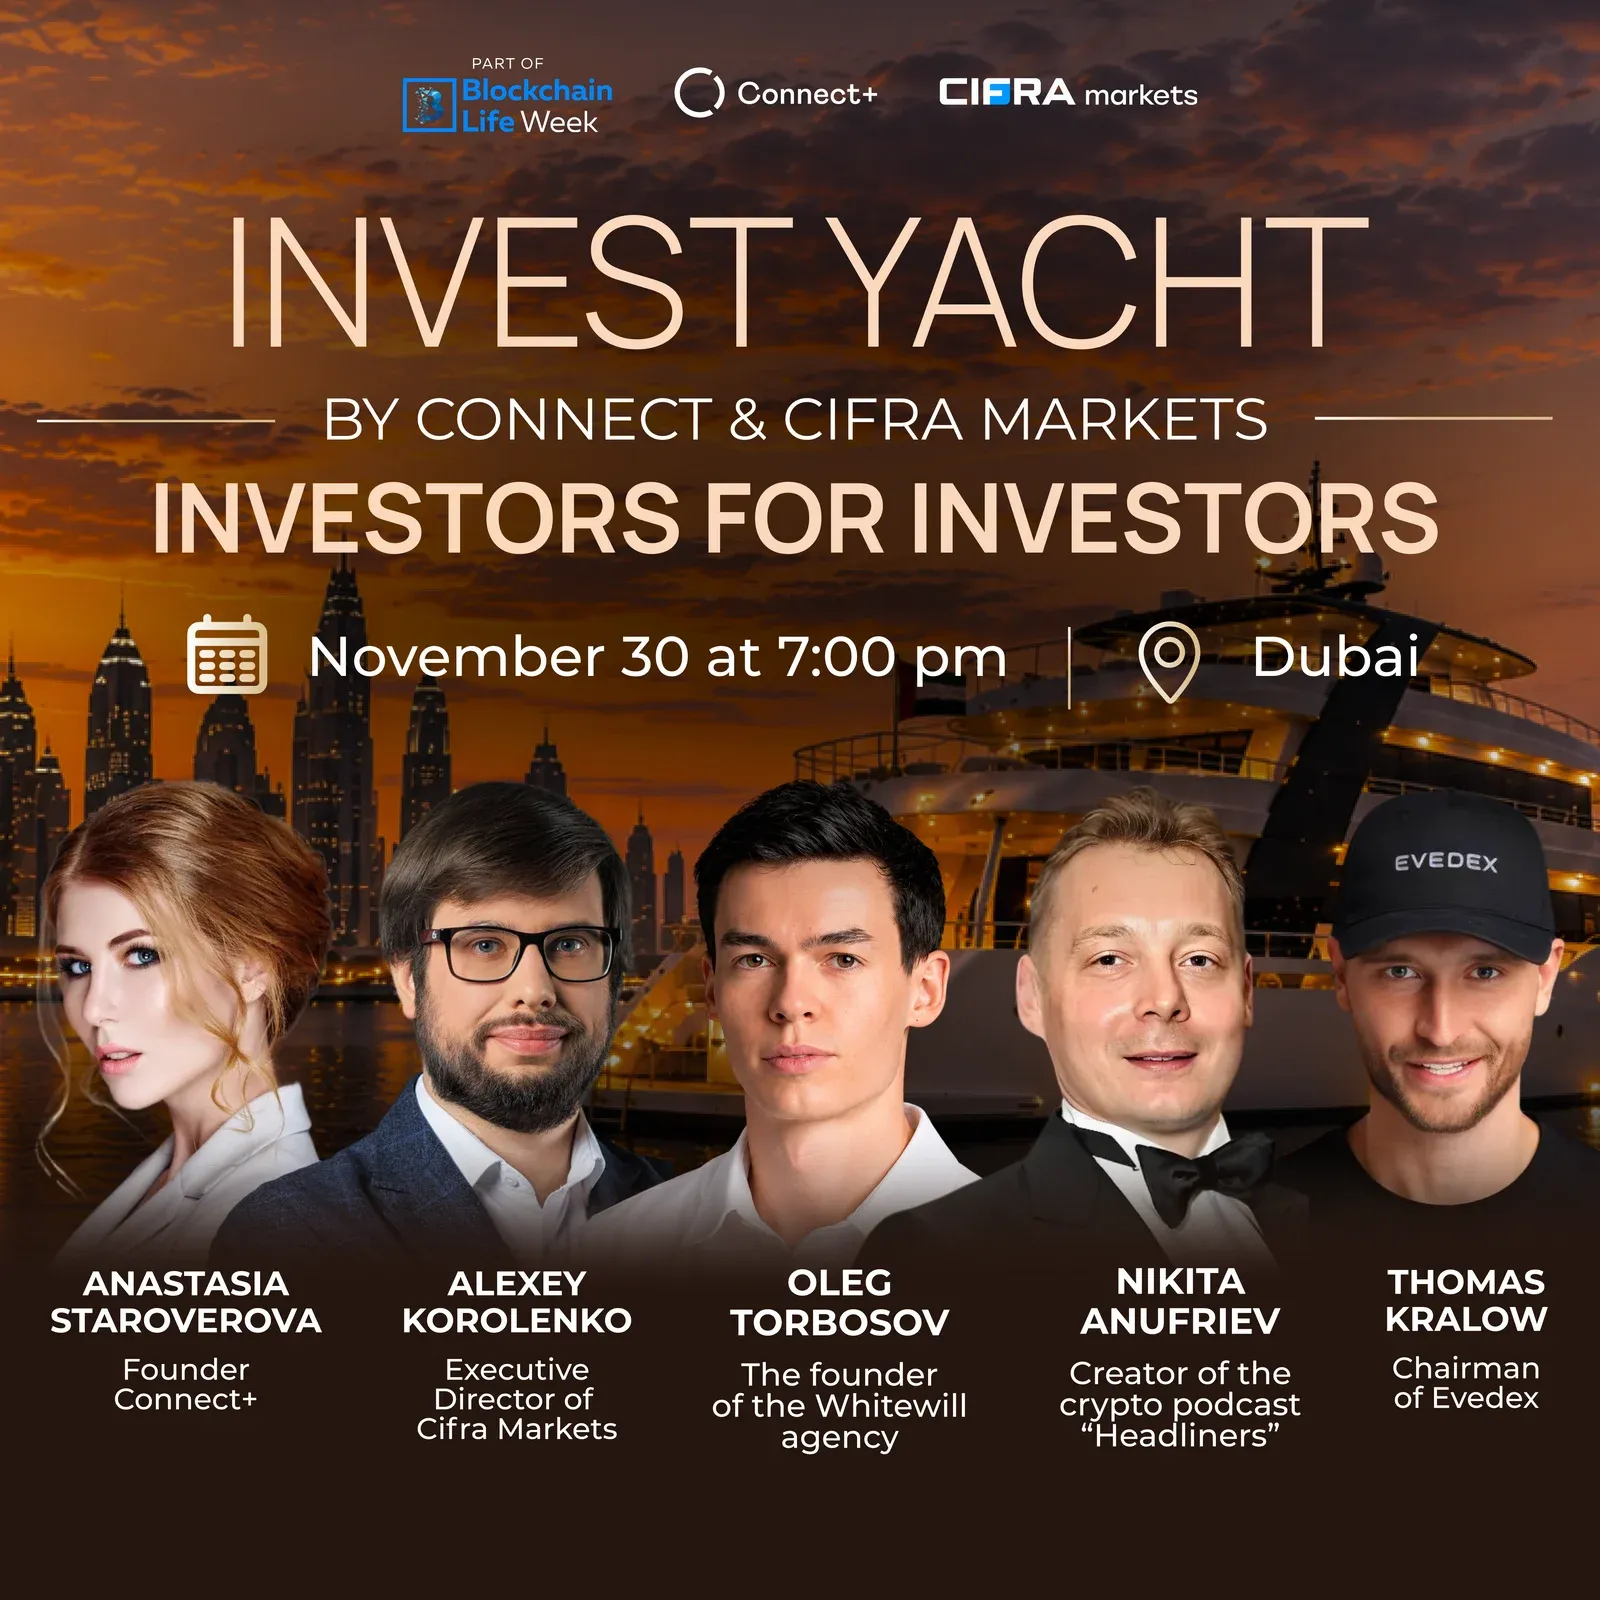 PART OF
Blockchain
Life Week
Connect+
CIFRA markets
INVEST YACHT
BY CONNECT & CIFRA MARKETS
INVESTORS FOR INVESTORS
November 30 at 7:00 pm
Dubai
EVEDEX
ANASTASIA
STAROVEROVA
Founder
Connect+
ALEXEY
KOROLENKO
Executive
Director of
Cifra Markets
OLEG
TORBOSOV
The founder
of the Whitewill
agency
NIKITA
ANUFRIEV
Creator of the
crypto podcast
“Headliners”
THOMAS
KRALOW
Chairman
of Evedex